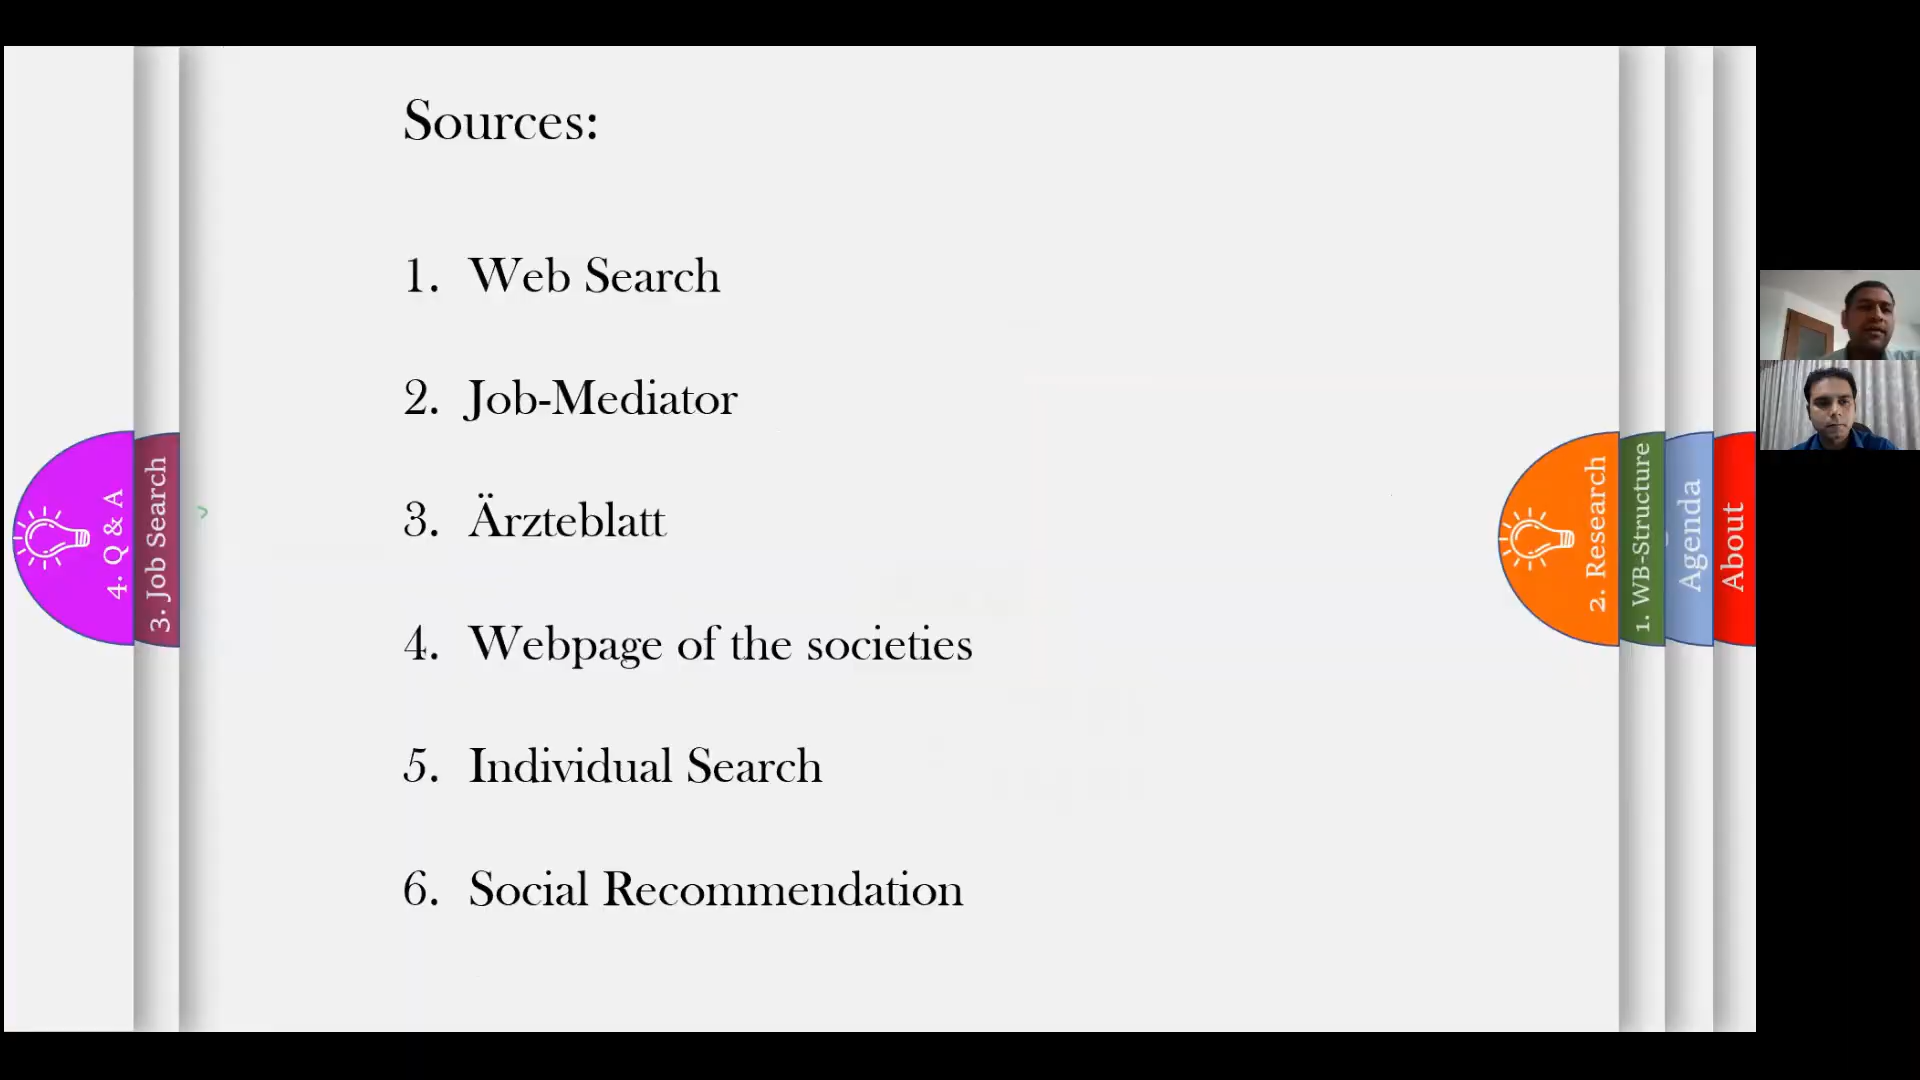 Sources:
1. Web Search
2. Job-Mediator
3. Ärzteblatt
4. Webpage of the societies
5. Individual Search
6. Social Recommendation
4. Q & A
3. Job Search
2. Research
1. WB-Structure
Agenda
About